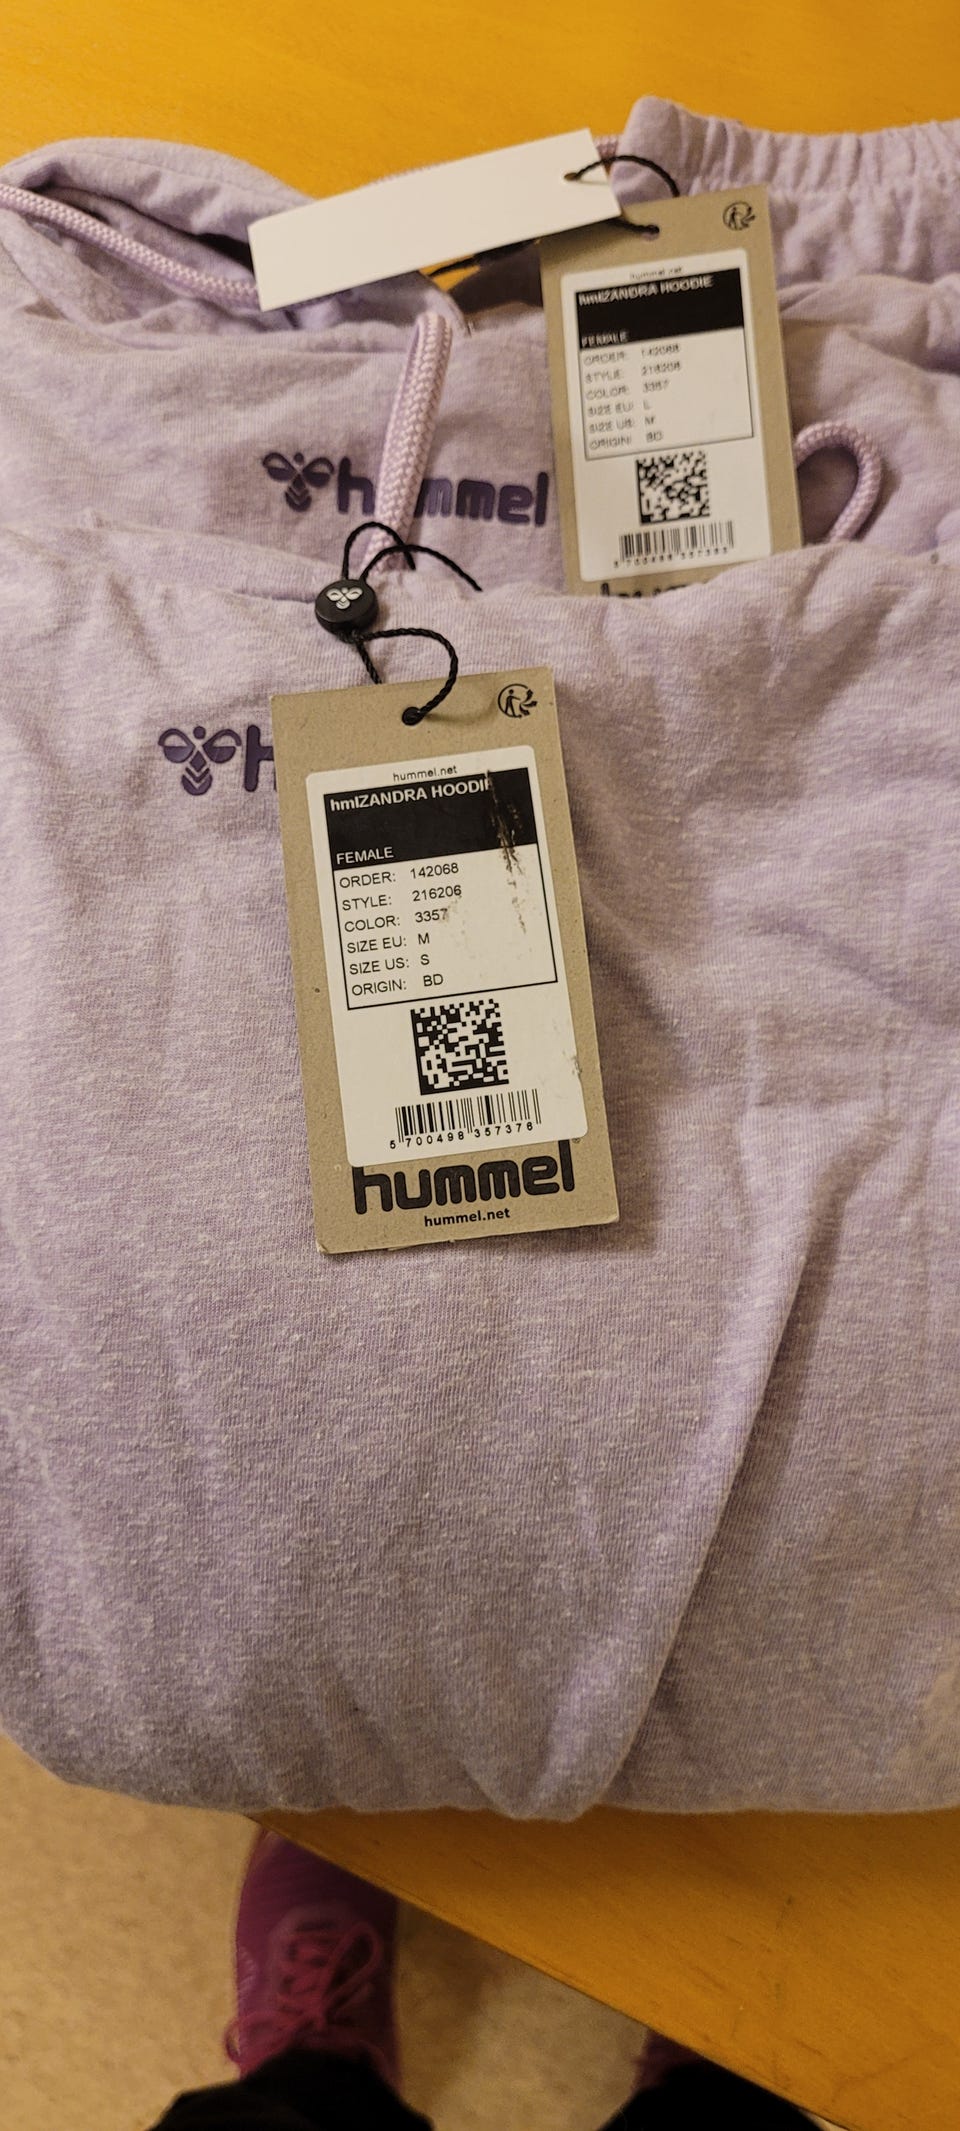 hummel.net
hmlZANDRA HOODIE
FEMALE
ORDER: 142068
STYLE: 216206
COLOR: 3357
SIZE EU: L
SIZE US: M
ORIGIN: BD
hummel
hummel.net
hmlZANDRA HOODIE
FEMALE
ORDER: 142068
STYLE: 216206
COLOR: 3357
SIZE EU: M
SIZE US: S
ORIGIN: BD
5 700498 357376
hummel
hummel.net